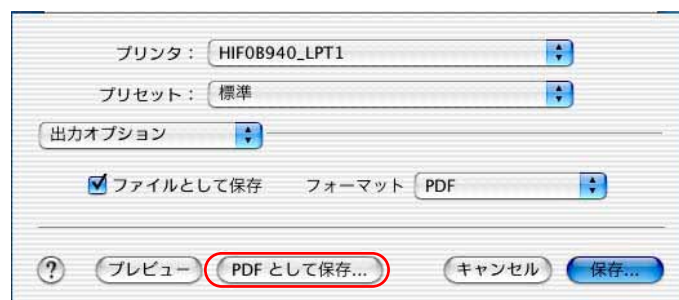 プリンタ： HIF0B940_LPT1
プリセット： 標準
出力オプション
ファイルとして保存 フォーマット PDF
? プレビュー PDF として保存... キャンセル 保存...